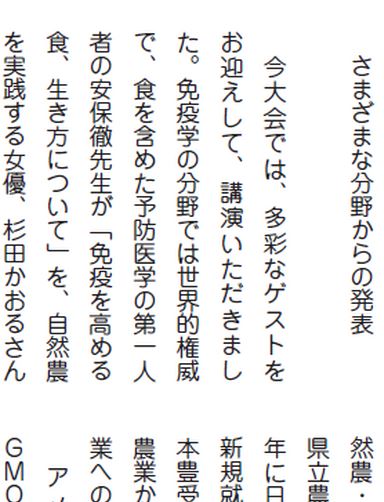 さまざまな分野からの発表
今大会では、多彩なゲストを
お迎えして、講演いただきまし
た。免疫学の分野では世界的権威
で、食を含めた予防医学の第一人
者の安保徹先生が「免疫を高める
食、生き方について」を、自然農
を実践する女優、杉田かおるさん
然農・
県立農
年に日
新規就
本豊受
農業か
業への
アメ
GMO